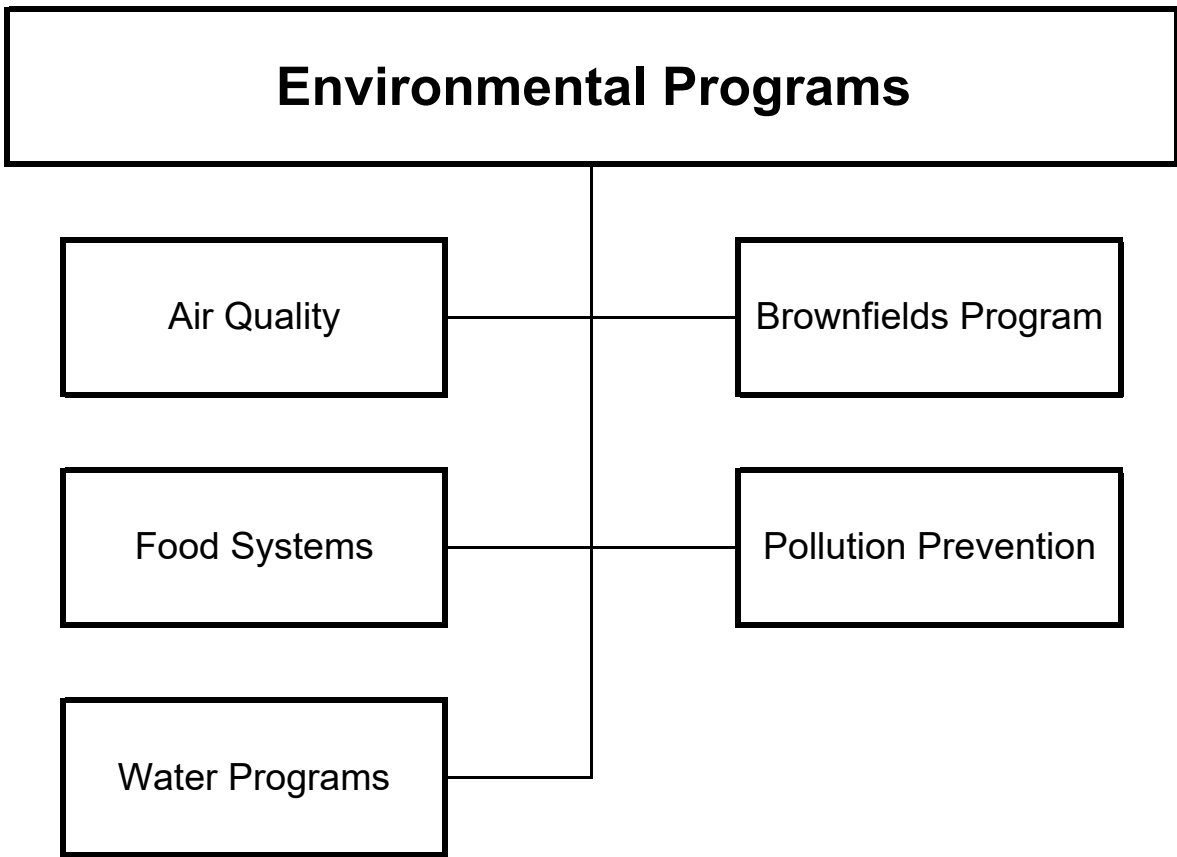 Environmental Programs
Air Quality
Brownfields Program
Food Systems
Pollution Prevention
Water Programs